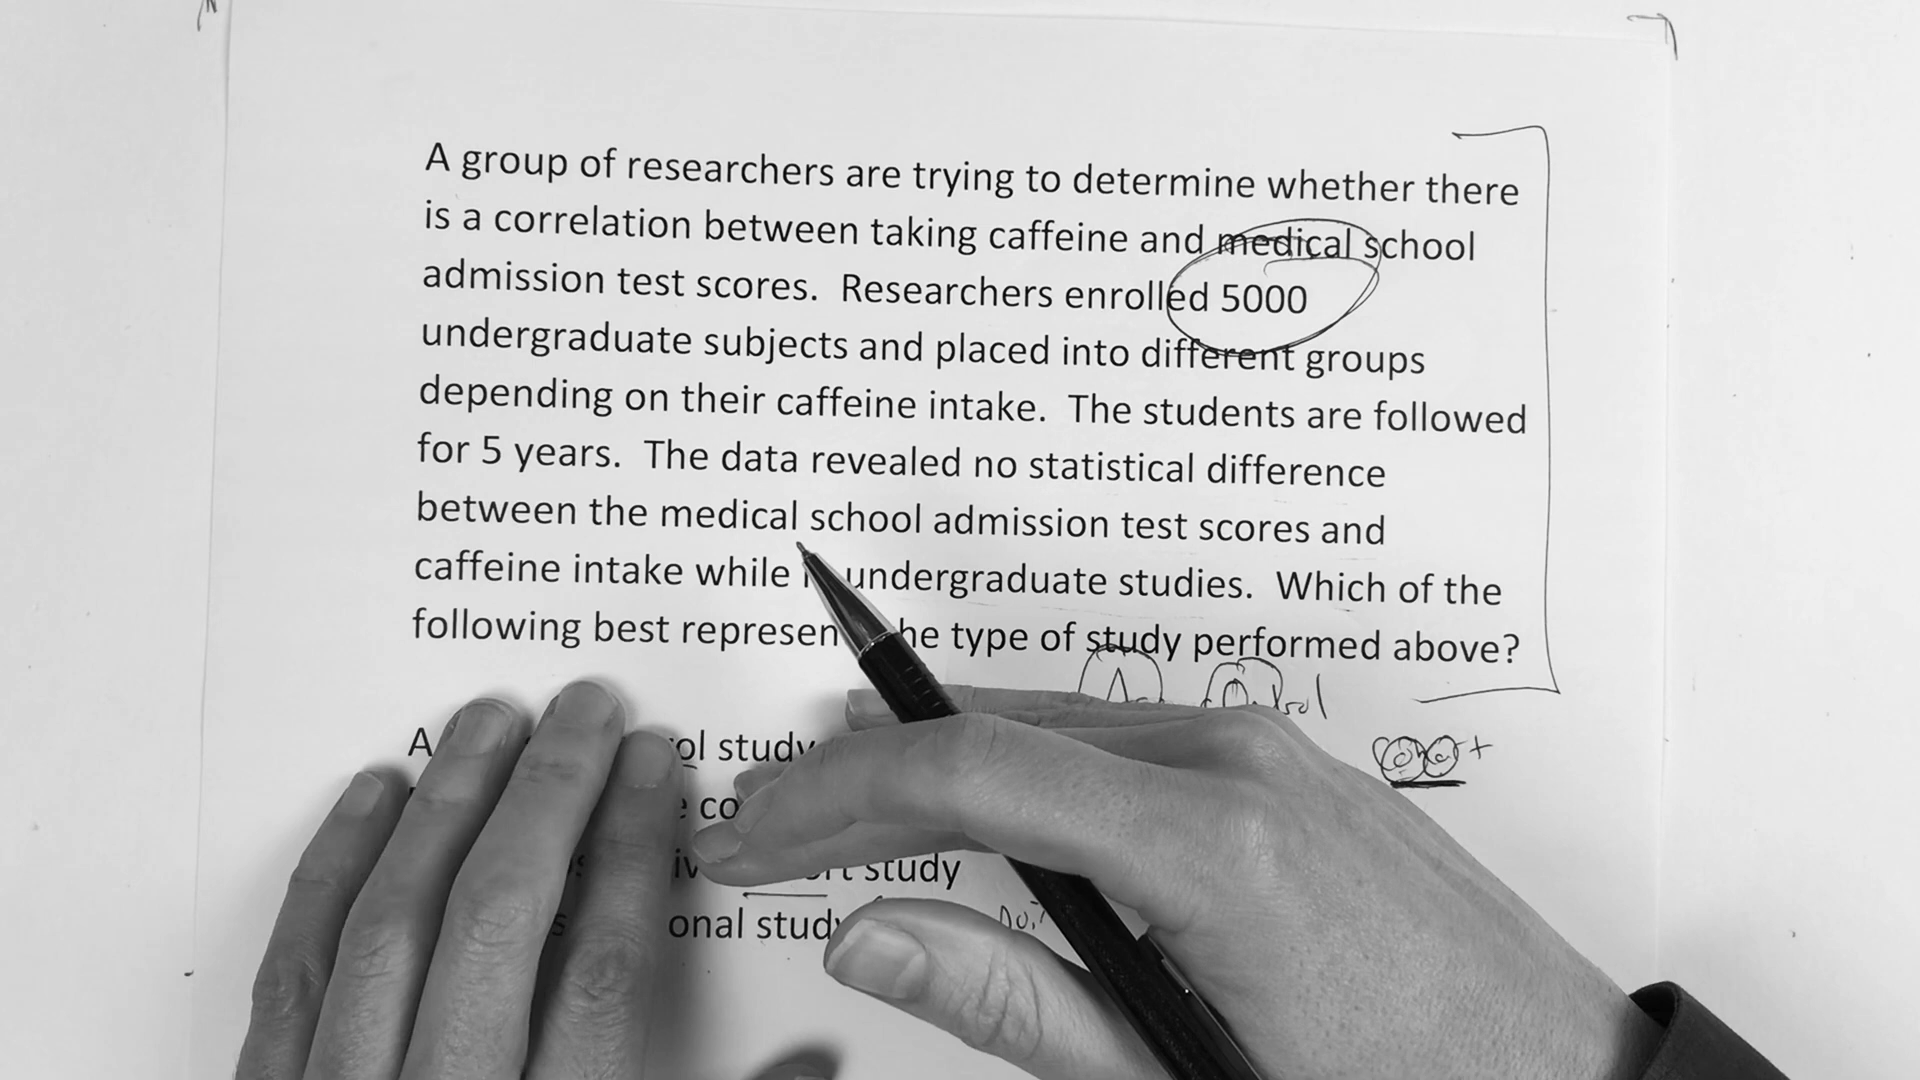 A group of researchers are trying to determine whether there
is a correlation between taking caffeine and medical school
admission test scores. Researchers enrolled 5000
undergraduate subjects and placed into different groups
depending on their caffeine intake. The students are followed
for 5 years. The data revealed no statistical difference
between the medical school admission test scores and
caffeine intake while undergraduate studies. Which of the
following best represen he type of study performed above?
A ol study
co
study
onal study